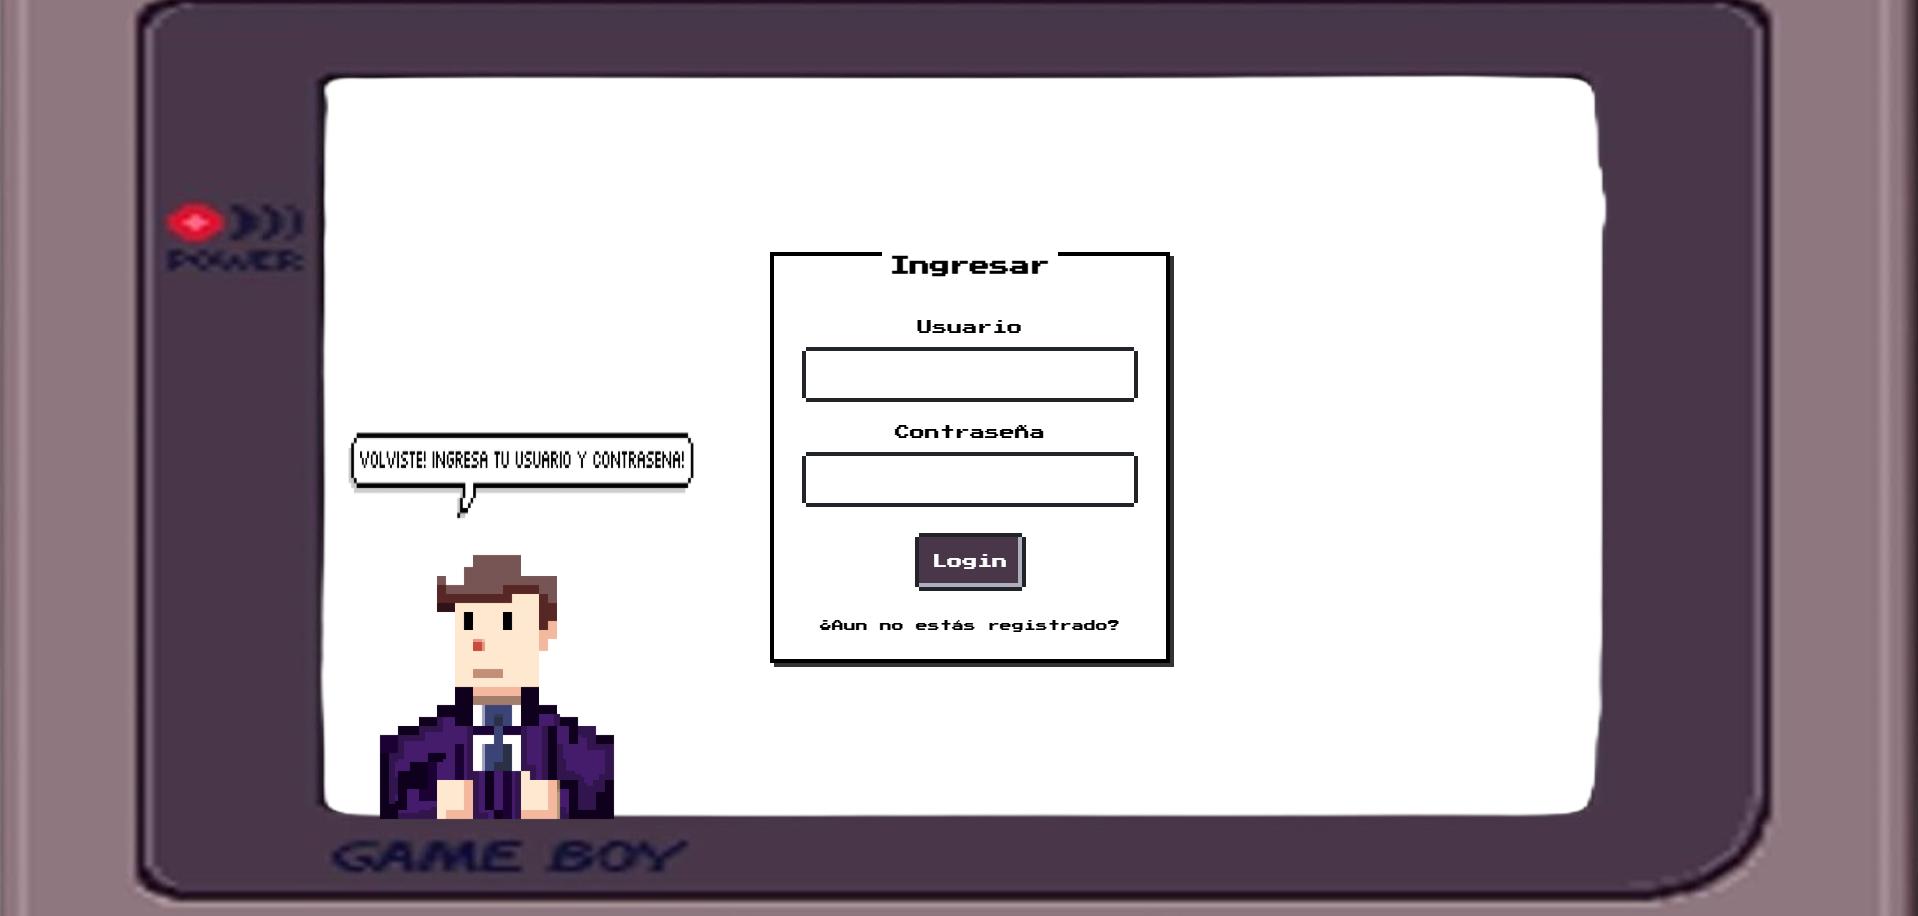 POWER
Ingresar
Usuario
Contraseña
VOLVISTE! INGRESA TU USUARIO Y CONTRASENA!
Login
¿Aun no estás registrado?
GAME BOY